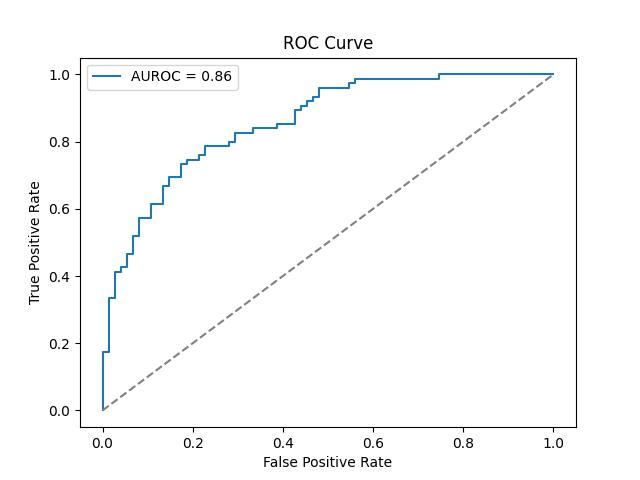 ROC Curve
AUROC = 0.86
True Positive Rate
1.0
0.8
0.6
0.4
0.2
0.0
0.0 0.2 0.4 0.6 0.8 1.0
False Positive Rate